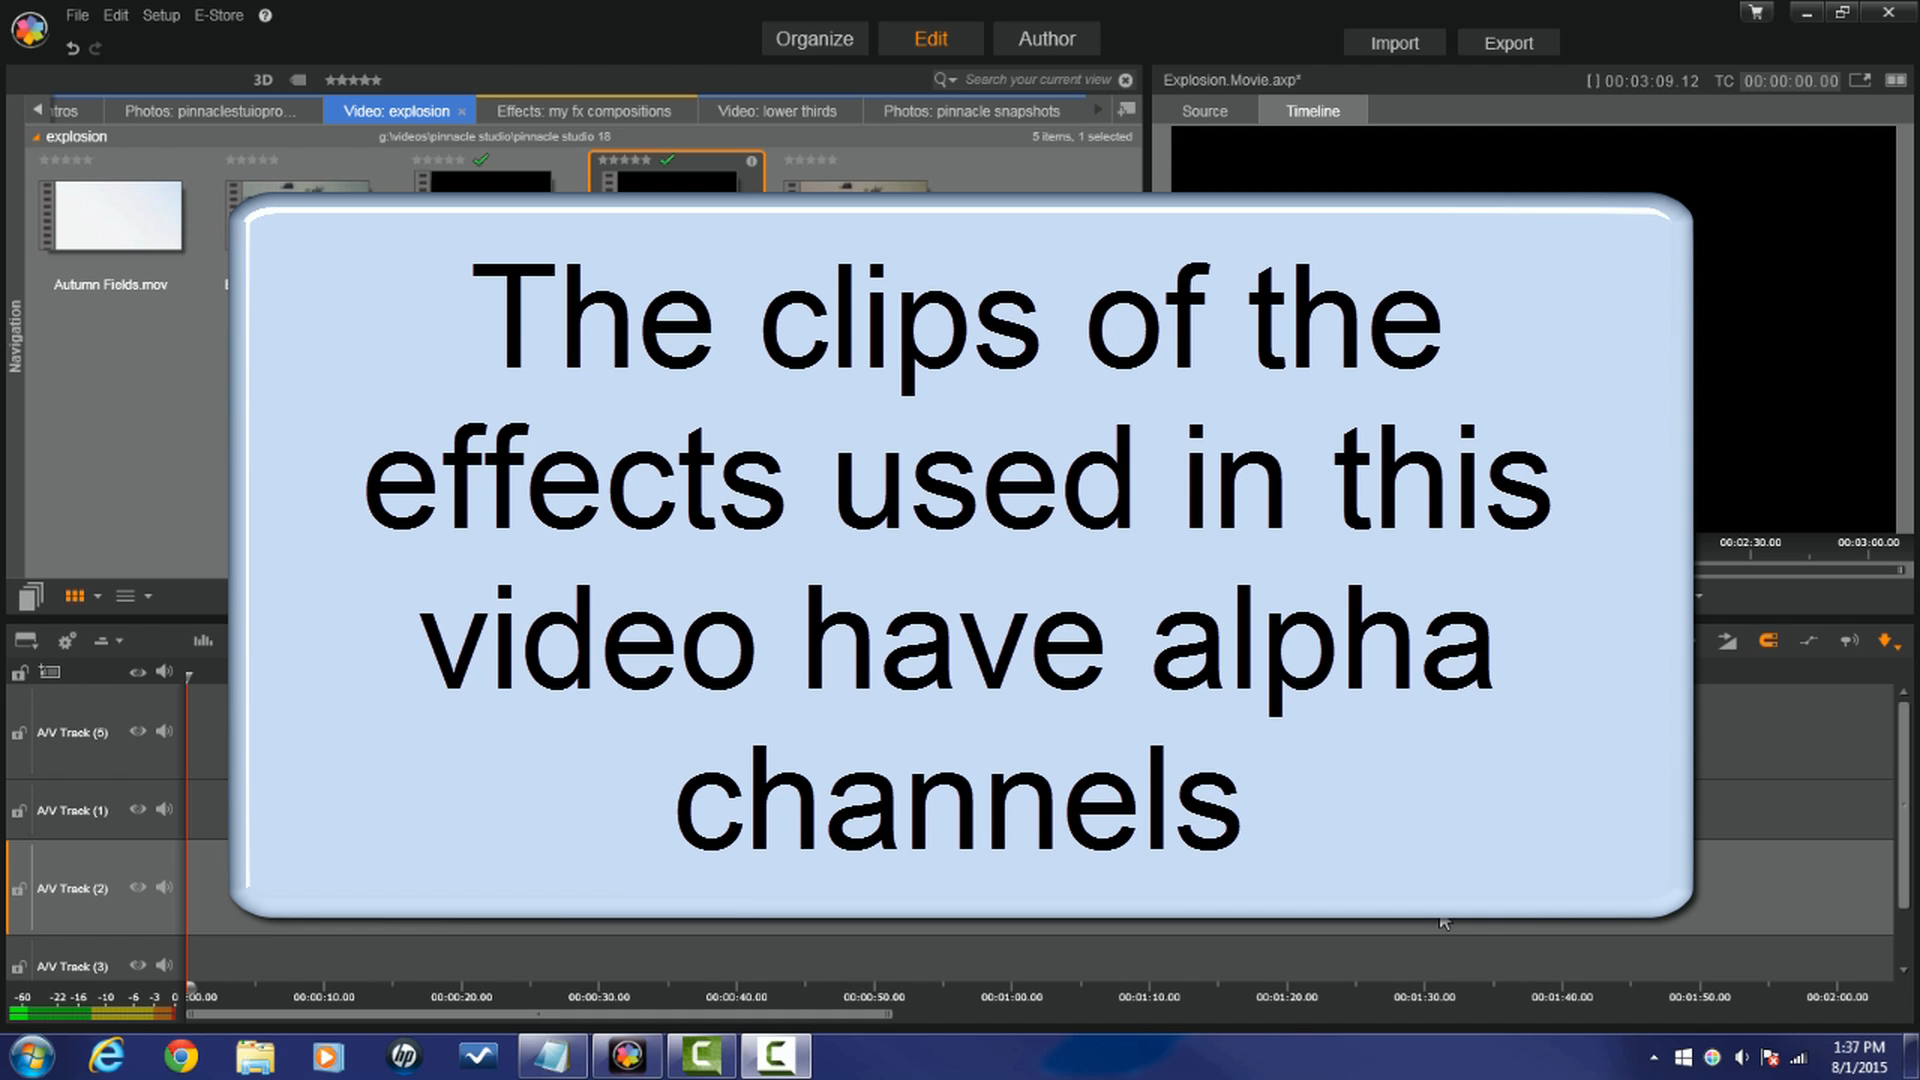 File Edit Setup E-Store ?
Organize Edit Author Import Export
3D Search your current view
Explosion.Movie.axp* [ ] 00:03:09.12 TC 00:00:00.00
tros Photos: pinnaclestuiopro... Video: explosion × Effects: my fx compositions Video: lower thirds Photos: pinnacle snapshots
Source Timeline
explosion g:\videos\pinnacle studio\pinnacle studio 18 5 items, 1 selected
Autumn Fields.mov
Navigation
The clips of the
effects used in this
video have alpha
channels
00:02:30.00 00:03:00.00
A/V Track (5)
A/V Track (1)
A/V Track (2)
A/V Track (3)
-60 -22 -16 -10 -6 -3 0 :00.00 00:00:10.00 00:00:20.00 00:00:30.00 00:00:40.00 00:00:50.00 00:01:00.00 00:01:10.00 00:01:20.00 00:01:30.00 00:01:40.00 00:01:50.00 00:02:00.00
hp
1:37 PM
8/1/2015